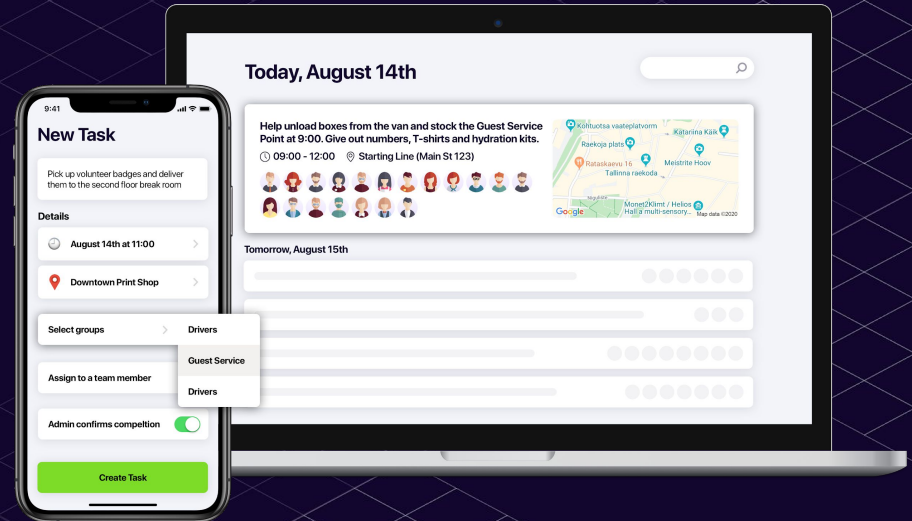 9:41
New Task
Pick up volunteer badges and deliver
them to the second floor break room
Details
August 14th at 11:00
Downtown Print Shop
Select groups
Drivers
Guest Service
Drivers
Assign to a team member
Admin confirms compeltion
Create Task
Today, August 14th
Help unload boxes from the van and stock the Guest Service
Point at 9:00. Give out numbers, T-shirts and hydration kits.
09:00 - 12:00 Starting Line (Main St 123)
Kohtuotsa vaateplatvorm
Katariina Käik
Raekoja plats
Rataskaevu 16
Meistrite Hoov
Tallinna raekoda
Niguliste
Monet2Klimt / Helios
Hall a multi-sensory...
Google
Map data ©2020
Tomorrow, August 15th